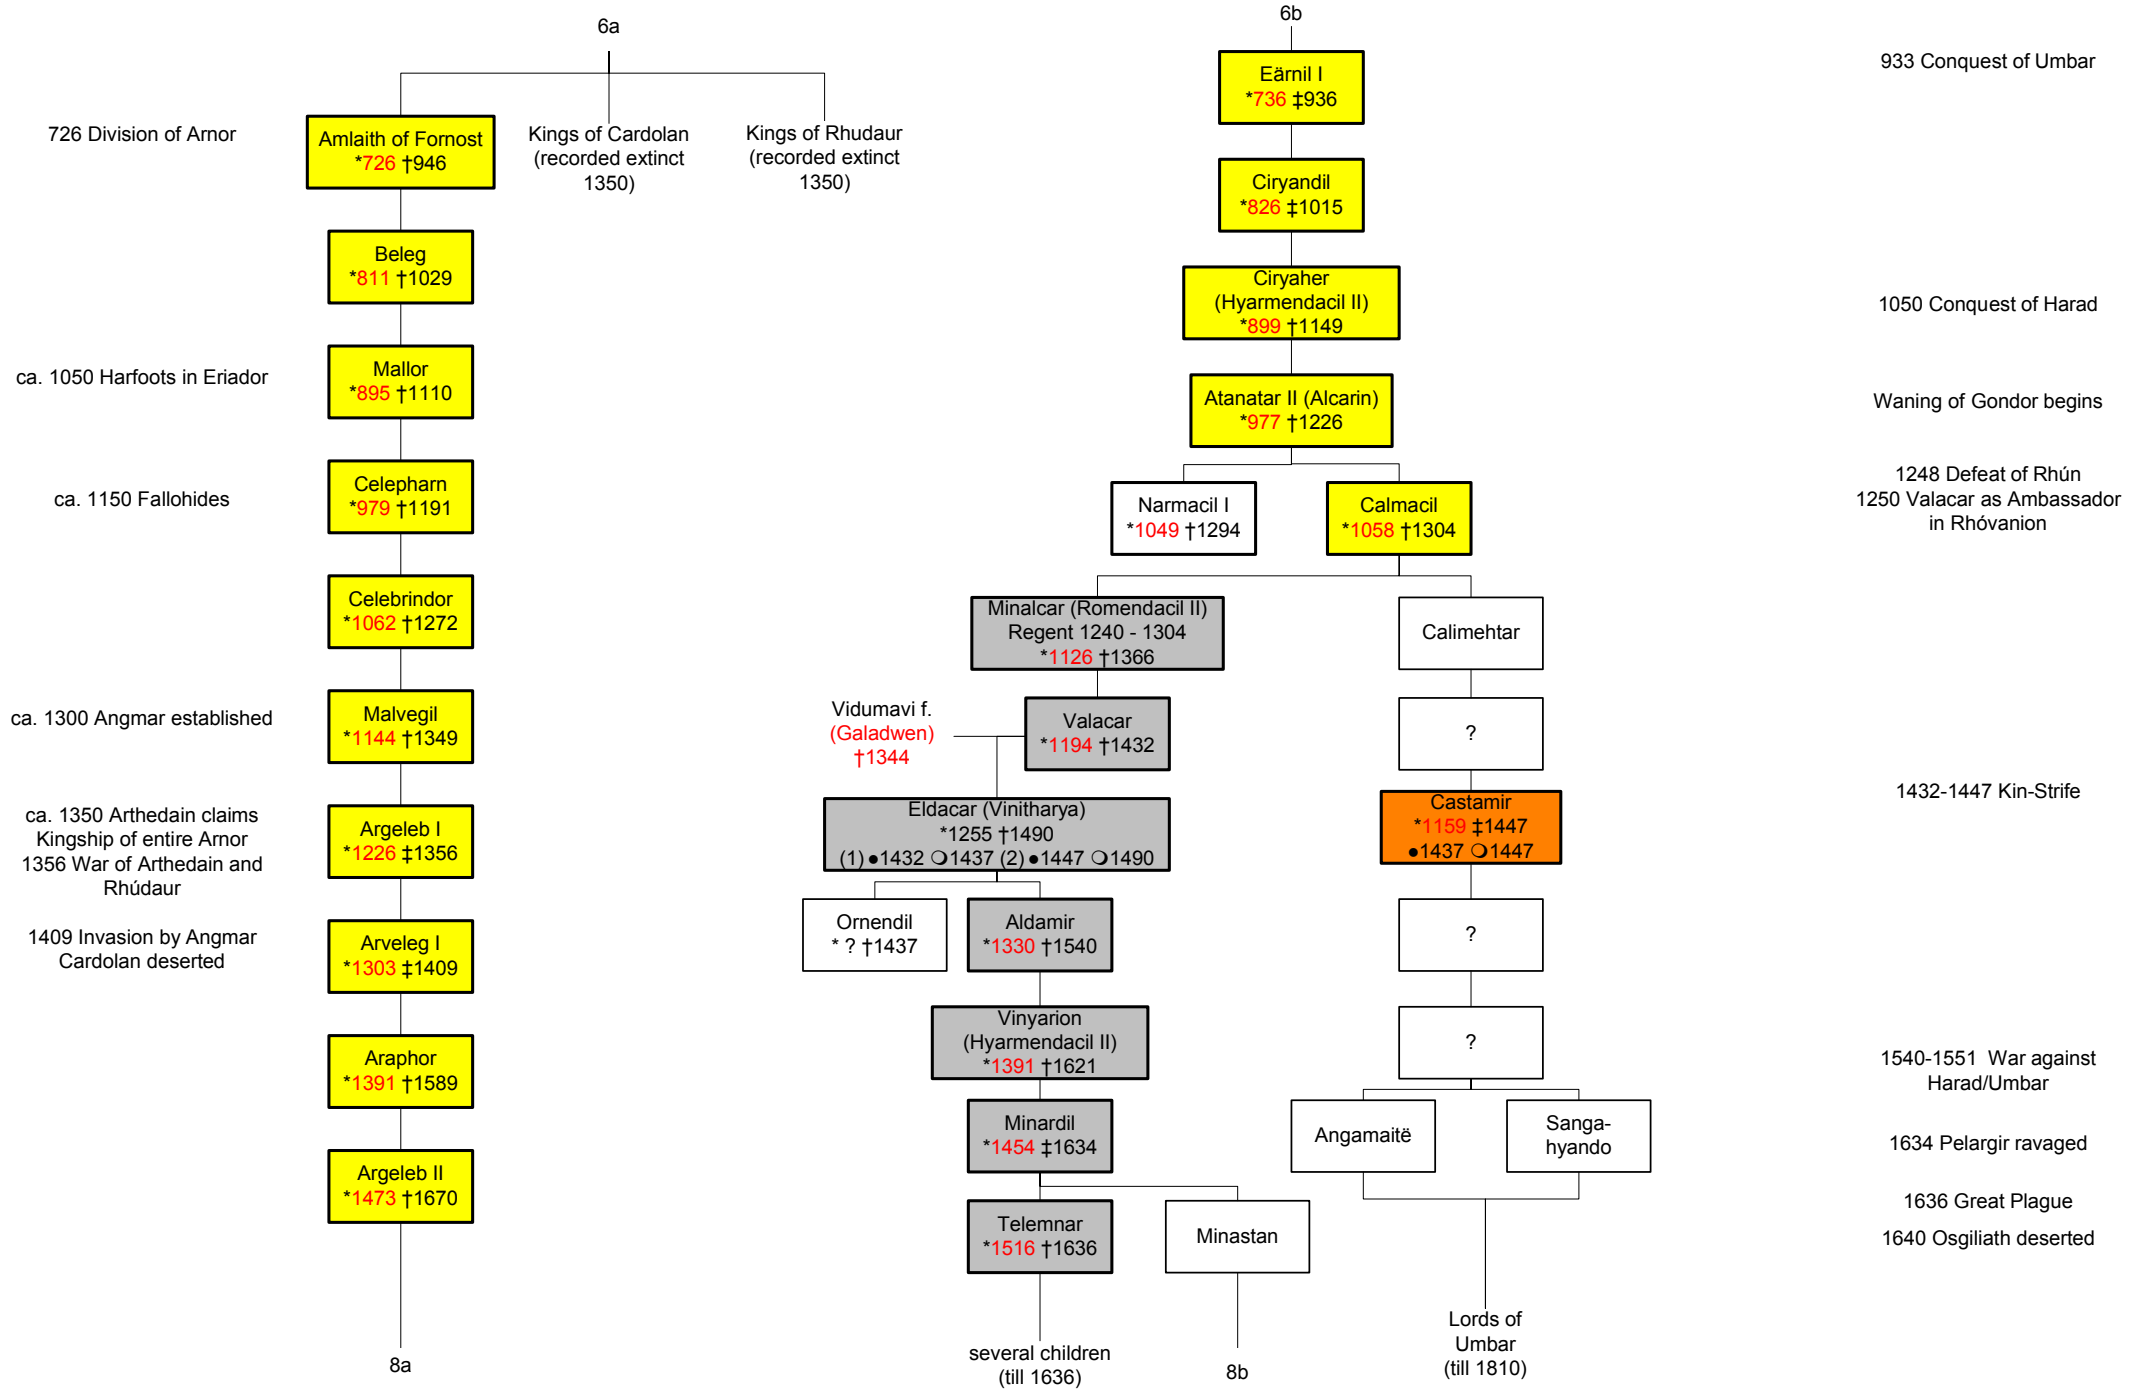 6a
726 Division of Arnor
Amlaith of Fornost
*726 †946
Kings of Cardolan
(recorded extinct
1350)
Kings of Rhudaur
(recorded extinct
1350)
Beleg
*811 †1029
ca. 1050 Harfoots in Eriador
Mallor
*895 †1110
ca. 1150 Fallohides
Celepharn
*979 †1191
Celebrindor
*1062 †1272
ca. 1300 Angmar established
Malvegil
*1144 †1349
ca. 1350 Arthedain claims
Kingship of entire Arnor
1356 War of Arthedain and
Rhúdaur
Argeleb I
*1226 ‡1356
1409 Invasion by Angmar
Cardolan deserted
Arveleg I
*1303 ‡1409
Araphor
*1391 †1589
Argeleb II
*1473 †1670
8a
6b
Eärnil I
*736 ‡936
933 Conquest of Umbar
Ciryandil
*826 ‡1015
Ciryaher
(Hyarmendacil II)
*899 †1149
1050 Conquest of Harad
Atanatar II (Alcarin)
*977 †1226
Waning of Gondor begins
Narmacil I
*1049 †1294
Calmacil
*1058 †1304
1248 Defeat of Rhún
1250 Valacar as Ambassador
in Rhóvanion
Minalcar (Romendacil II)
Regent 1240 - 1304
*1126 †1366
Calimehtar
Vidumavi f.
(Galadwen)
†1344
Valacar
*1194 †1432
?
Eldacar (Vinitharya)
*1255 †1490
(1) ●1432 ❍1437 (2) ●1447 ❍1490
Castamir
*1159 ‡1447
●1437 ❍1447
1432-1447 Kin-Strife
Ornendil
* ? †1437
Aldamir
*1330 †1540
?
Vinyarion
(Hyarmendacil II)
*1391 †1621
?
1540-1551 War against
Harad/Umbar
Minardil
*1454 ‡1634
Angamaitë
Sanga-
hyando
1634 Pelargir ravaged
Telemnar
*1516 †1636
Minastan
1636 Great Plague
1640 Osgiliath deserted
several children
(till 1636)
8b
Lords of
Umbar
(till 1810)